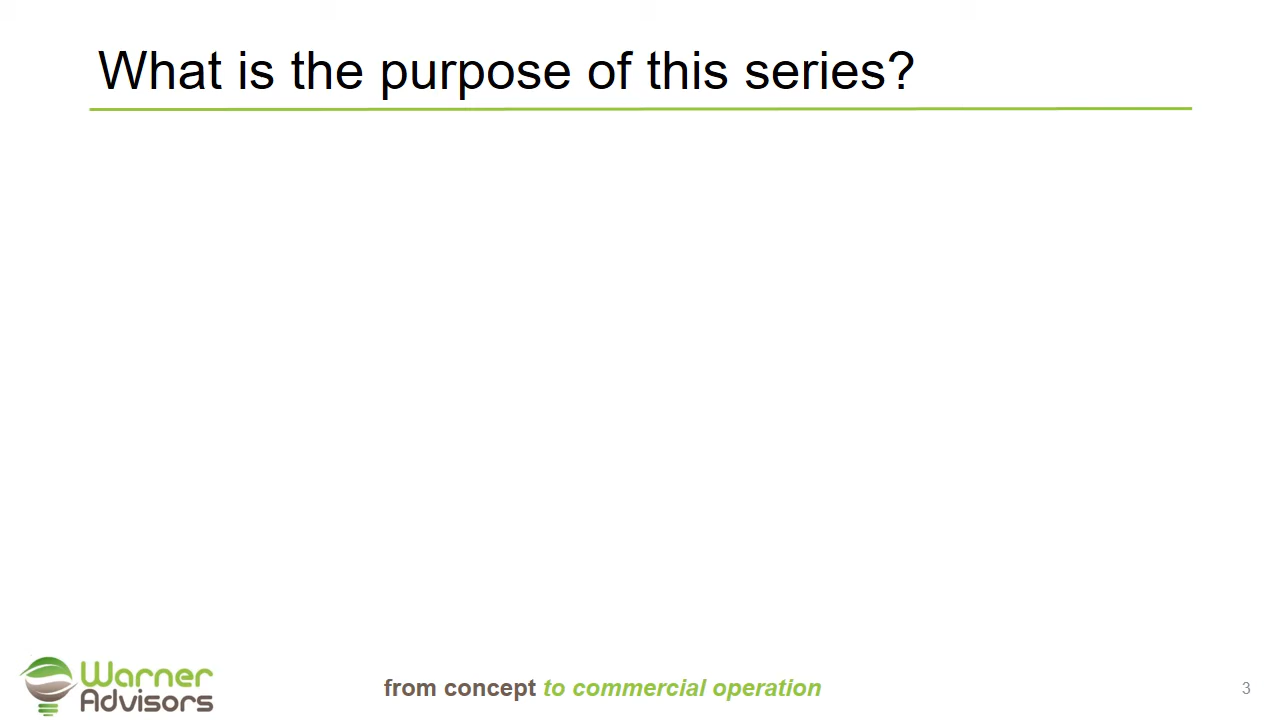 What is the purpose of this series?
Warner
Advisors
from concept to commercial operation
3